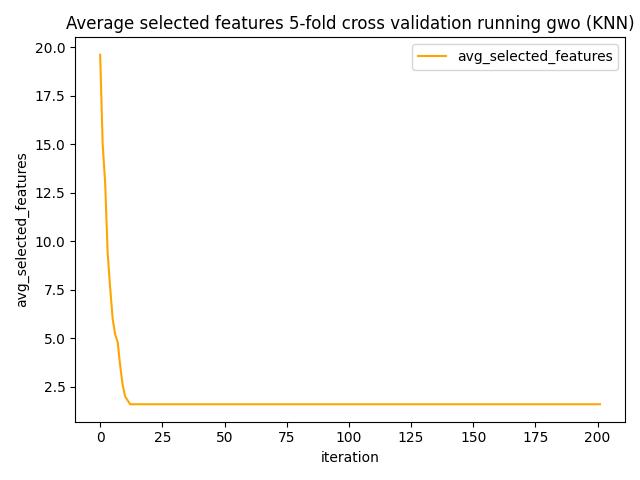 Average selected features 5-fold cross validation running gwo (KNN)
avg_selected_features
20.0
17.5
15.0
12.5
10.0
7.5
5.0
2.5
avg_selected_features
0 25 50 75 100 125 150 175 200
iteration